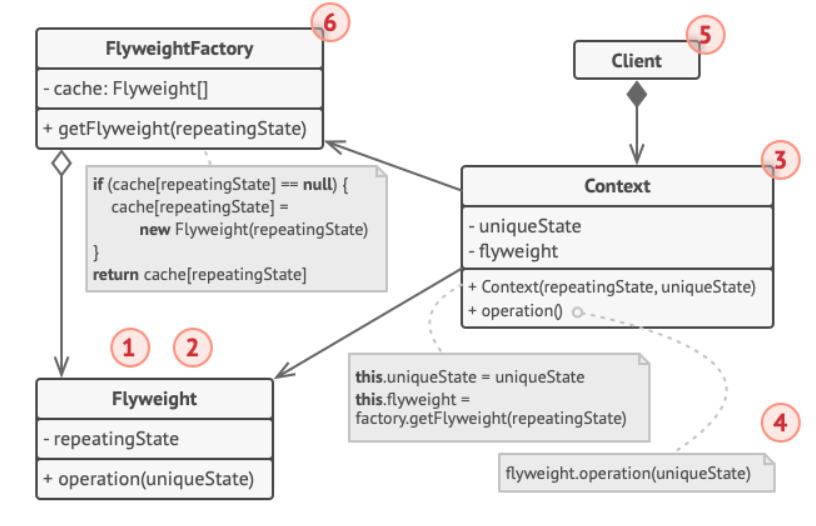 6
FlyweightFactory
- cache: Flyweight[]
+ getFlyweight(repeatingState)
if (cache[repeatingState] == null) {
cache[repeatingState] =
new Flyweight(repeatingState)
}
return cache[repeatingState]
5
Client
3
Context
- uniqueState
- flyweight
+ Context(repeatingState, uniqueState)
+ operation()
1
2
Flyweight
- repeatingState
+ operation(uniqueState)
this.uniqueState = uniqueState
this.flyweight =
factory.getFlyweight(repeatingState)
4
flyweight.operation(uniqueState)